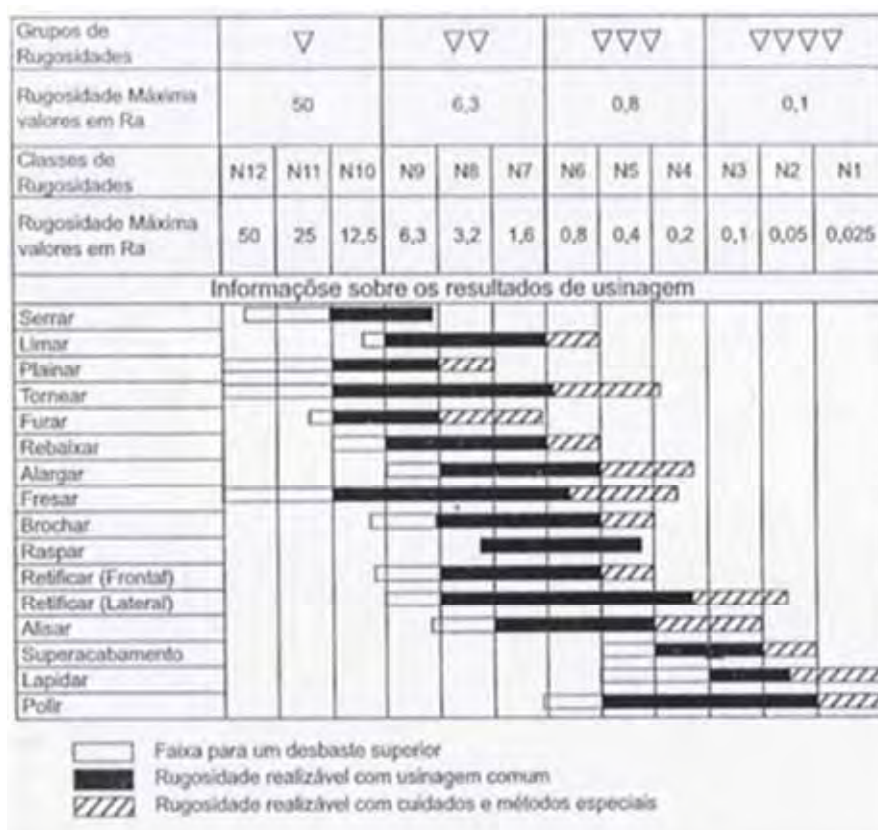 Grupos de
Rugosidades
Rugosidade Máxima
valores em Ra
50 6,3 0,8 0,1
Classes de
Rugosidades
N12 N11 N10 N9 N8 N7 N6 N5 N4 N3 N2 N1
Rugosidade Máxima
valores em Ra
50 25 12,5 6,3 3,2 1,6 0,8 0,4 0,2 0,1 0,05 0,025
Informaçõse sobre os resultados de usinagem
Serrar
Limar
Plainar
Tornear
Furar
Rebaixar
Alargar
Fresar
Brochar
Raspar
Retificar (Frontal)
Retificar (Lateral)
Alisar
Superacabamento
Lapidar
Polir
Faixa para um desbaste superior
Rugosidade realizável com usinagem comum
Rugosidade realizável com cuidados e métodos especiais